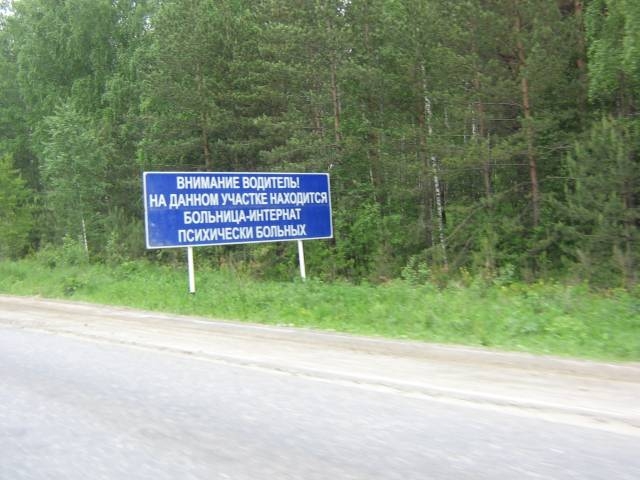 ВНИМАНИЕ ВОДИТЕЛЬ!
НА ДАННОМ УЧАСТКЕ НАХОДИТСЯ
БОЛЬНИЦА-ИНТЕРНАТ
ПСИХИЧЕСКИ БОЛЬНЫХ